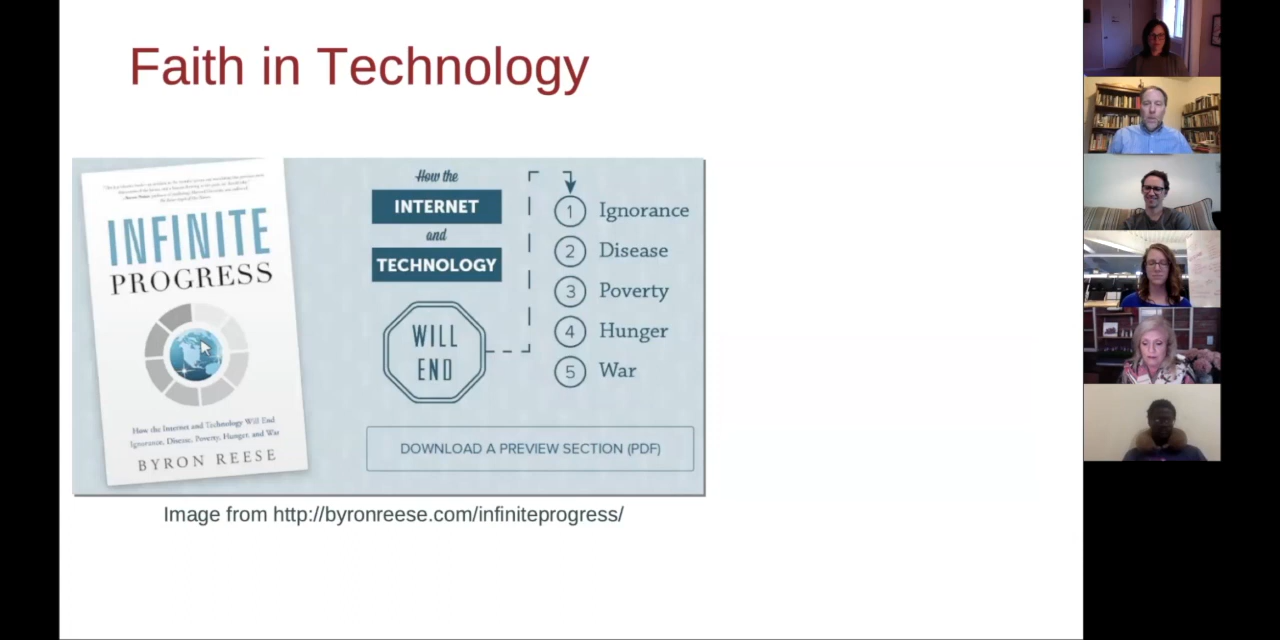 Faith in Technology
INFINITE
PROGRESS
How the Internet and Technology Will End
Ignorance, Disease, Poverty, Hunger, and War
BYRON REESE
How the
INTERNET
and
TECHNOLOGY
WILL
END
1 Ignorance
2 Disease
3 Poverty
4 Hunger
5 War
DOWNLOAD A PREVIEW SECTION (PDF)
Image from http://byronreese.com/infiniteprogress/